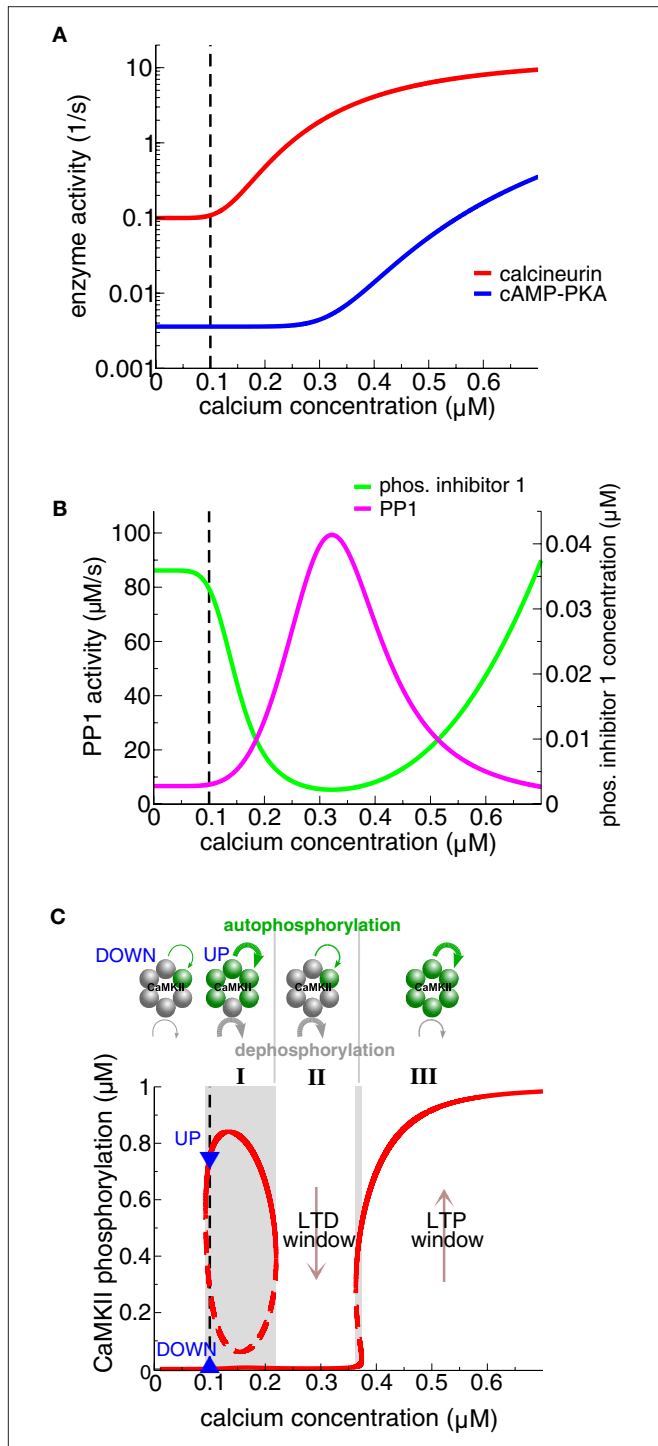 A
10
1
0.1
0.01
0.001
enzyme activity (1/s)
calcineurin
cAMP-PKA
0 0.1 0.2 0.3 0.4 0.5 0.6
calcium concentration (µM)
B
phos. inhibitor 1
PP1
100
80
60
40
20
0
PP1 activity (µM/s)
0.04
0.03
0.02
0.01
0
phos. inhibitor 1 concentration (µM)
0 0.1 0.2 0.3 0.4 0.5 0.6
calcium concentration (µM)
C
autophosphorylation
DOWN UP
CaMKII CaMKII CaMKII CaMKII
dephosphorylation
I II III
1
0.8
0.6
0.4
0.2
0
CaMKII phosphorylation (µM)
UP
LTD
window
LTP
window
DOWN
0 0.1 0.2 0.3 0.4 0.5 0.6
calcium concentration (µM)